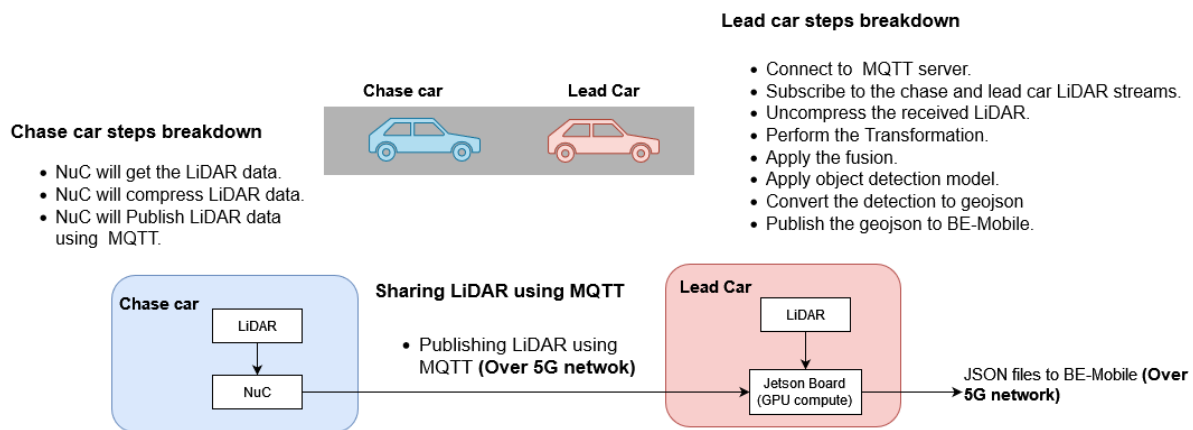 Lead car steps breakdown
• Connect to MQTT server.
• Subscribe to the chase and lead car LiDAR streams.
• Uncompress the received LiDAR.
• Perform the Transformation.
• Apply the fusion.
• Apply object detection model.
• Convert the detection to geojson
• Publish the geojson to BE-Mobile.
Chase car
Lead Car
Chase car steps breakdown
• NuC will get the LiDAR data.
• NuC will compress LiDAR data.
• NuC will Publish LiDAR data
using MQTT.
Chase car
LiDAR
NuC
Sharing LiDAR using MQTT
• Publishing LiDAR using
MQTT (Over 5G netwok)
Lead Car
LiDAR
Jetson Board
(GPU compute)
JSON files to BE-Mobile (Over
5G network)